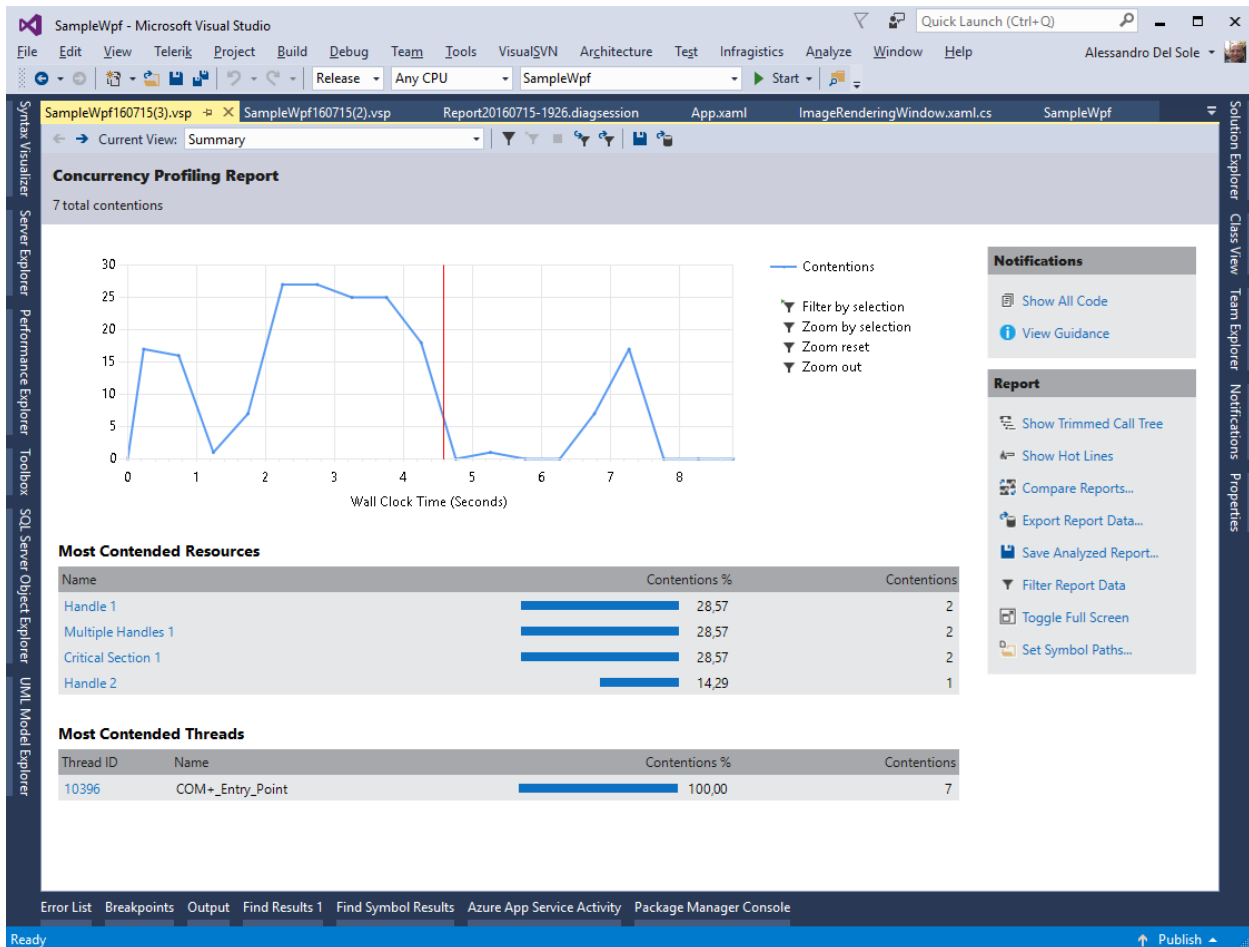 SampleWpf - Microsoft Visual Studio
Quick Launch (Ctrl+Q)
File Edit View Telerik Project Build Debug Team Tools VisualSVN Architecture Test Infragistics Analyze Window Help Alessandro Del Sole
Release Any CPU SampleWpf Start
SampleWpf160715(3).vsp SampleWpf160715(2).vsp Report20160715-1926.diagsession App.xaml ImageRenderingWindow.xaml.cs SampleWpf
Current View: Summary
Concurrency Profiling Report
7 total contentions
Syntax Visualizer
Server Explorer
Performance Explorer
Toolbox
SQL Server Object Explorer
UML Model Explorer
30
25
20
15
10
5
0
0 1 2 3 4 5 6 7 8
Wall Clock Time (Seconds)
Contentions
Filter by selection
Zoom by selection
Zoom reset
Zoom out
Most Contended Resources
Name Contentions % Contentions
Handle 1 28,57 2
Multiple Handles 1 28,57 2
Critical Section 1 28,57 2
Handle 2 14,29 1
Most Contended Threads
Thread ID Name Contentions % Contentions
10396 COM+_Entry_Point 100,00 7
Notifications
Show All Code
View Guidance
Report
Show Trimmed Call Tree
Show Hot Lines
Compare Reports...
Export Report Data...
Save Analyzed Report...
Filter Report Data
Toggle Full Screen
Set Symbol Paths...
Solution Explorer
Class View
Team Explorer
Notifications
Properties
Error List Breakpoints Output Find Results 1 Find Symbol Results Azure App Service Activity Package Manager Console
Ready Publish